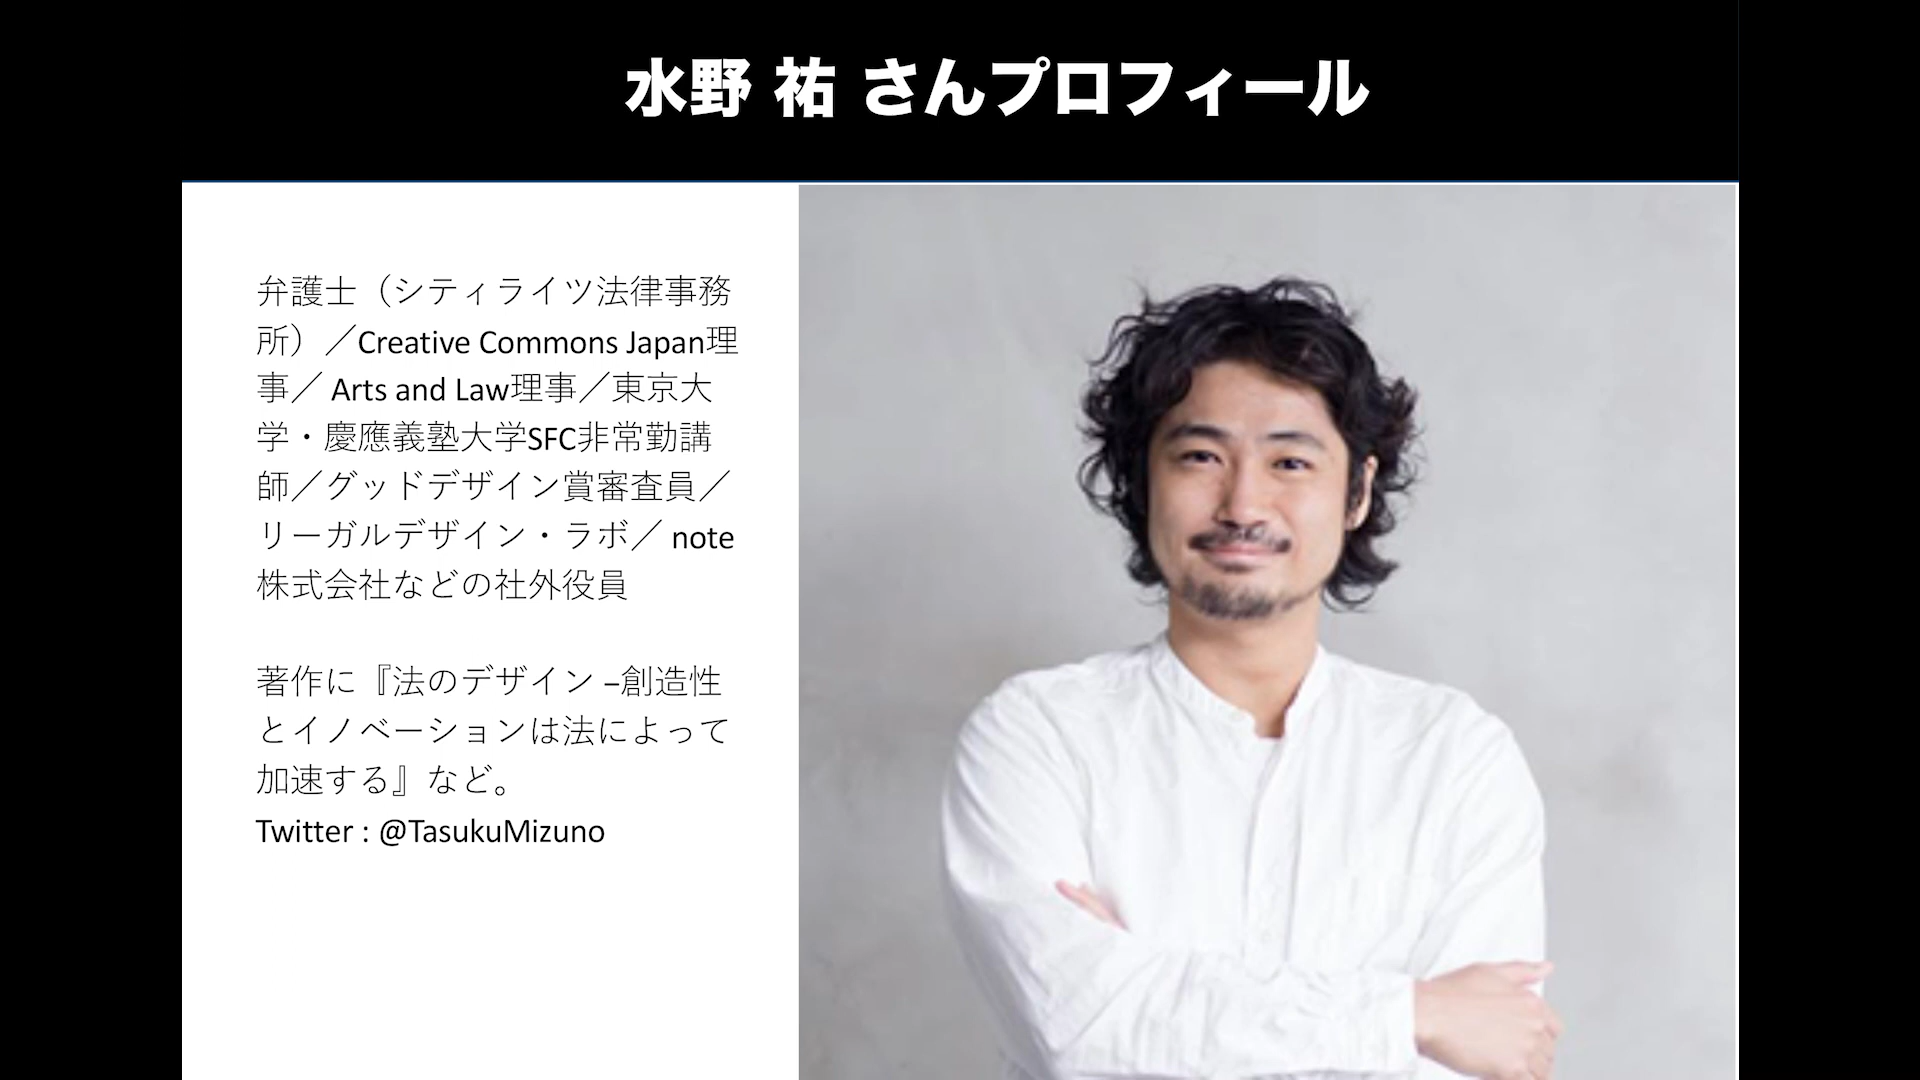 水野 祐 さんプロフィール
弁護士（シティライツ法律事務
所）／Creative Commons Japan理
事／ Arts and Law理事／東京大
学・慶應義塾大学SFC非常勤講
師／グッドデザイン賞審査員／
リーガルデザイン・ラボ／ note
株式会社などの社外役員
著作に『法のデザイン –創造性
とイノベーションは法によって
加速する』など。
Twitter : @TasukuMizuno